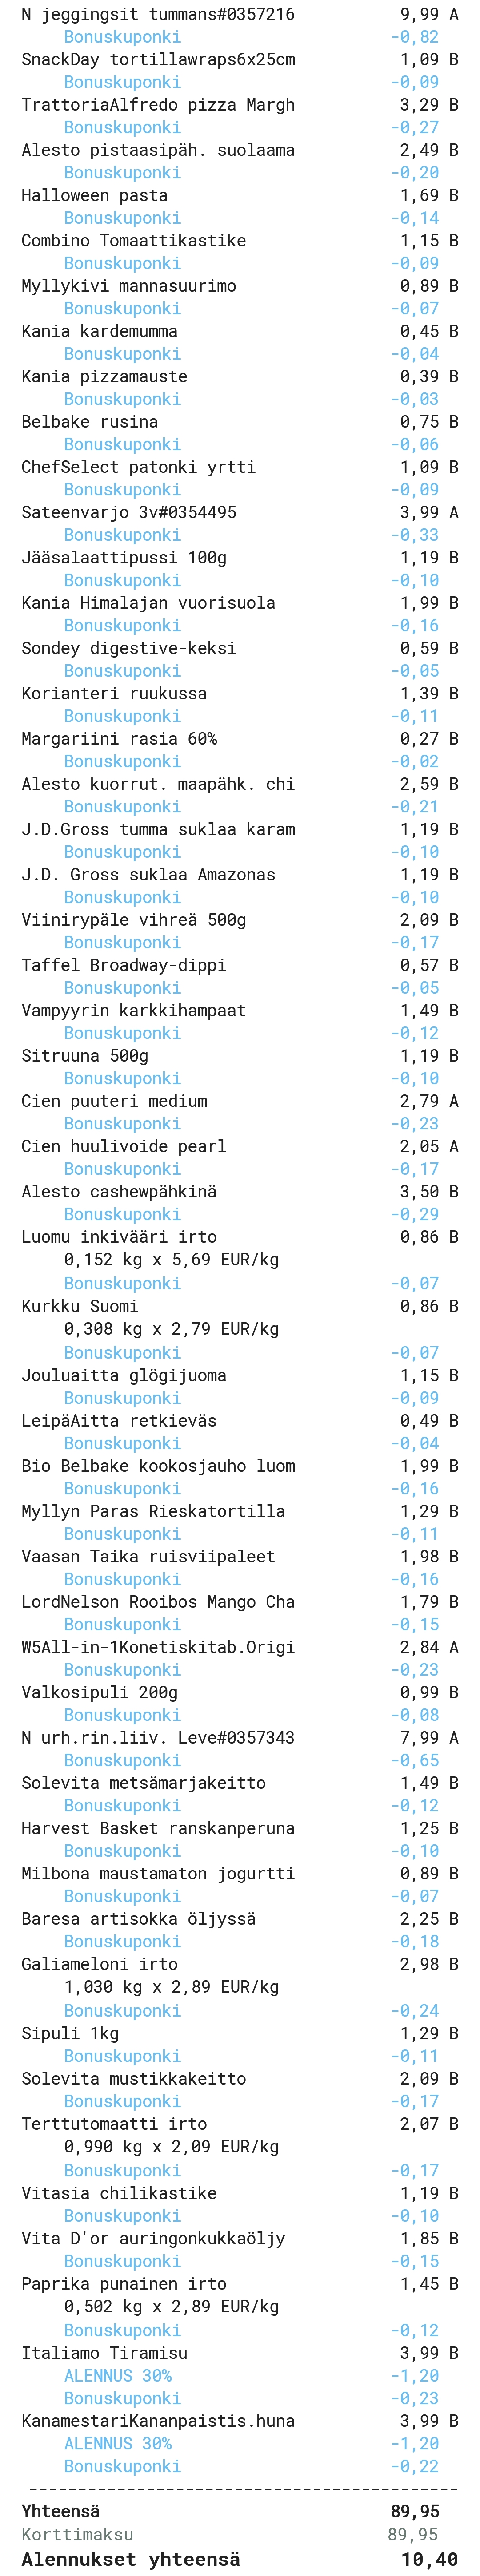 N jeggingsit tummans#0357216 9,99 A
Bonuskuponki -0,82
SnackDay tortillawraps6x25cm 1,09 B
Bonuskuponki -0,09
TrattoriaAlfredo pizza Margh 3,29 B
Bonuskuponki -0,27
Alesto pistaasipäh. suolaama 2,49 B
Bonuskuponki -0,20
Halloween pasta 1,69 B
Bonuskuponki -0,14
Combino Tomaattikastike 1,15 B
Bonuskuponki -0,09
Myllykivi mannasuurimo 0,89 B
Bonuskuponki -0,07
Kania kardemumma 0,45 B
Bonuskuponki -0,04
Kania pizzamauste 0,39 B
Bonuskuponki -0,03
Belbake rusina 0,75 B
Bonuskuponki -0,06
ChefSelect patonki yrtti 1,09 B
Bonuskuponki -0,09
Sateenvarjo 3v#0354495 3,99 A
Bonuskuponki -0,33
Jääsalaattipussi 100g 1,19 B
Bonuskuponki -0,10
Kania Himalajan vuorisuola 1,99 B
Bonuskuponki -0,16
Sondey digestive-keksi 0,59 B
Bonuskuponki -0,05
Korianteri ruukussa 1,39 B
Bonuskuponki -0,11
Margariini rasia 60% 0,27 B
Bonuskuponki -0,02
Alesto kuorrut. maapähk. chi 2,59 B
Bonuskuponki -0,21
J.D.Gross tumma suklaa karam 1,19 B
Bonuskuponki -0,10
J.D. Gross suklaa Amazonas 1,19 B
Bonuskuponki -0,10
Viinirypäle vihreä 500g 2,09 B
Bonuskuponki -0,17
Taffel Broadway-dippi 0,57 B
Bonuskuponki -0,05
Vampyyrin karkkihampaat 1,49 B
Bonuskuponki -0,12
Sitruuna 500g 1,19 B
Bonuskuponki -0,10
Cien puuteri medium 2,79 A
Bonuskuponki -0,23
Cien huulivoide pearl 2,05 A
Bonuskuponki -0,17
Alesto cashewpähkinä 3,50 B
Bonuskuponki -0,29
Luomu inkivääri irto 0,86 B
0,152 kg x 5,69 EUR/kg
Bonuskuponki -0,07
Kurkku Suomi 0,86 B
0,308 kg x 2,79 EUR/kg
Bonuskuponki -0,07
Jouluaitta glögijuoma 1,15 B
Bonuskuponki -0,09
LeipäAitta retkieväs 0,49 B
Bonuskuponki -0,04
Bio Belbake kookosjauho luom 1,99 B
Bonuskuponki -0,16
Myllyn Paras Rieskatortilla 1,29 B
Bonuskuponki -0,11
Vaasan Taika ruisviipaleet 1,98 B
Bonuskuponki -0,16
LordNelson Rooibos Mango Cha 1,79 B
Bonuskuponki -0,15
W5All-in-1Konetiskitab.Origi 2,84 A
Bonuskuponki -0,23
Valkosipuli 200g 0,99 B
Bonuskuponki -0,08
N urh.rin.liiv. Leve#0357343 7,99 A
Bonuskuponki -0,65
Solevita metsämarjakeitto 1,49 B
Bonuskuponki -0,12
Harvest Basket ranskanperuna 1,25 B
Bonuskuponki -0,10
Milbona maustamaton jogurtti 0,89 B
Bonuskuponki -0,07
Baresa artisokka öljyssä 2,25 B
Bonuskuponki -0,18
Galiameloni irto 2,98 B
1,030 kg x 2,89 EUR/kg
Bonuskuponki -0,24
Sipuli 1kg 1,29 B
Bonuskuponki -0,11
Solevita mustikkakeitto 2,09 B
Bonuskuponki -0,17
Terttutomaatti irto 2,07 B
0,990 kg x 2,09 EUR/kg
Bonuskuponki -0,17
Vitasia chilikastike 1,19 B
Bonuskuponki -0,10
Vita D'or auringonkukkaöljy 1,85 B
Bonuskuponki -0,15
Paprika punainen irto 1,45 B
0,502 kg x 2,89 EUR/kg
Bonuskuponki -0,12
Italiamo Tiramisu 3,99 B
ALENNUS 30% -1,20
Bonuskuponki -0,23
KanamestariKananpaistis.huna 3,99 B
ALENNUS 30% -1,20
Bonuskuponki -0,22
--------------------------------------------
Yhteensä 89,95
Korttimaksu 89,95
Alennukset yhteensä 10,40